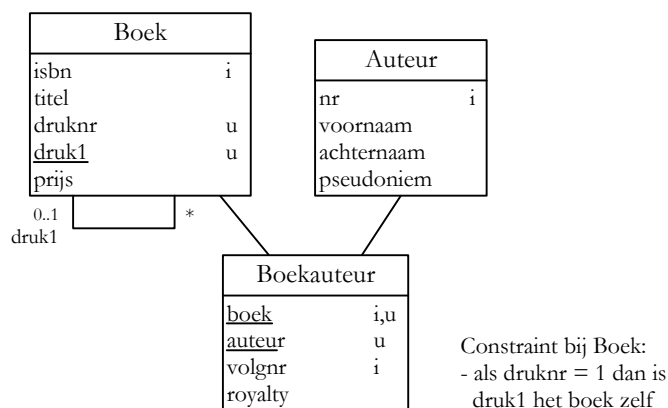 Boek
isbn i
titel
druknr u
druk1 u
prijs
0..1 *
druk1
Auteur
nr i
voornaam
achternaam
pseudoniem
Boekauteur
boek i,u
auteur u
volgnr i
royalty
Constraint bij Boek:
- als druknr = 1 dan is
druk1 het boek zelf